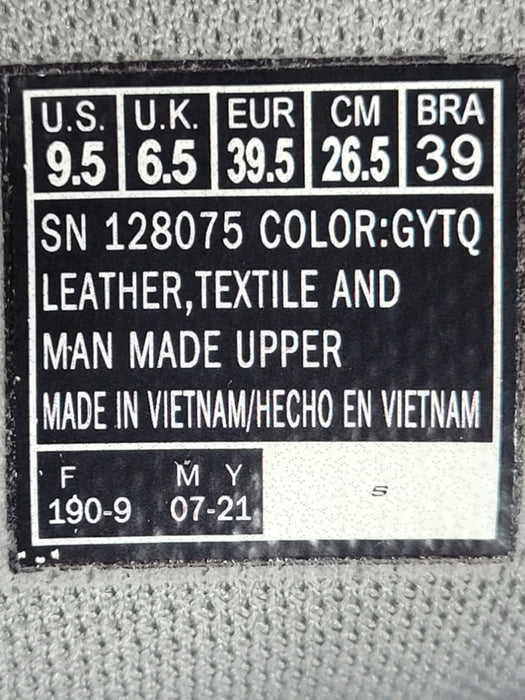 U.S. U.K. EUR CM BRA
9.5 6.5 39.5 26.5 39
SN 128075 COLOR:GYTQ
LEATHER,TEXTILE AND
MAN MADE UPPER
MADE IN VIETNAM/HECHO EN VIETNAM
F M Y
190-9 07-21
S